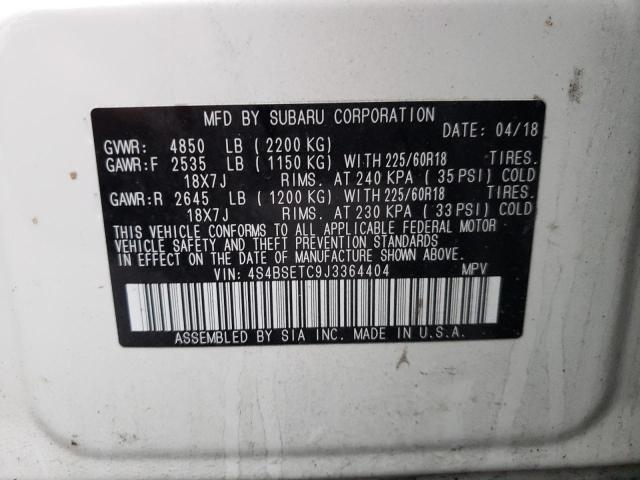 MFD BY SUBARU CORPORATION
DATE: 04/18
GVWR: 4850 LB (2200 KG)
GAWR:F 2535 LB (1150 KG) WITH 225/60R18 TIRES.
18X7J RIMS. AT 240 KPA (35 PSI) COLD
GAWR:R 2645 LB (1200 KG) WITH 225/60R18 TIRES.
18X7J RIMS. AT 230 KPA (33 PSI) COLD
THIS VEHICLE CONFORMS TO ALL APPLICABLE FEDERAL MOTOR
VEHICLE SAFETY AND THEFT PREVENTION STANDARDS
IN EFFECT ON THE DATE OF MANUFACTURE SHOWN ABOVE.
VIN: 4S4BSETC9J3364404 MPV
ASSEMBLED BY SIA INC. MADE IN U.S.A.